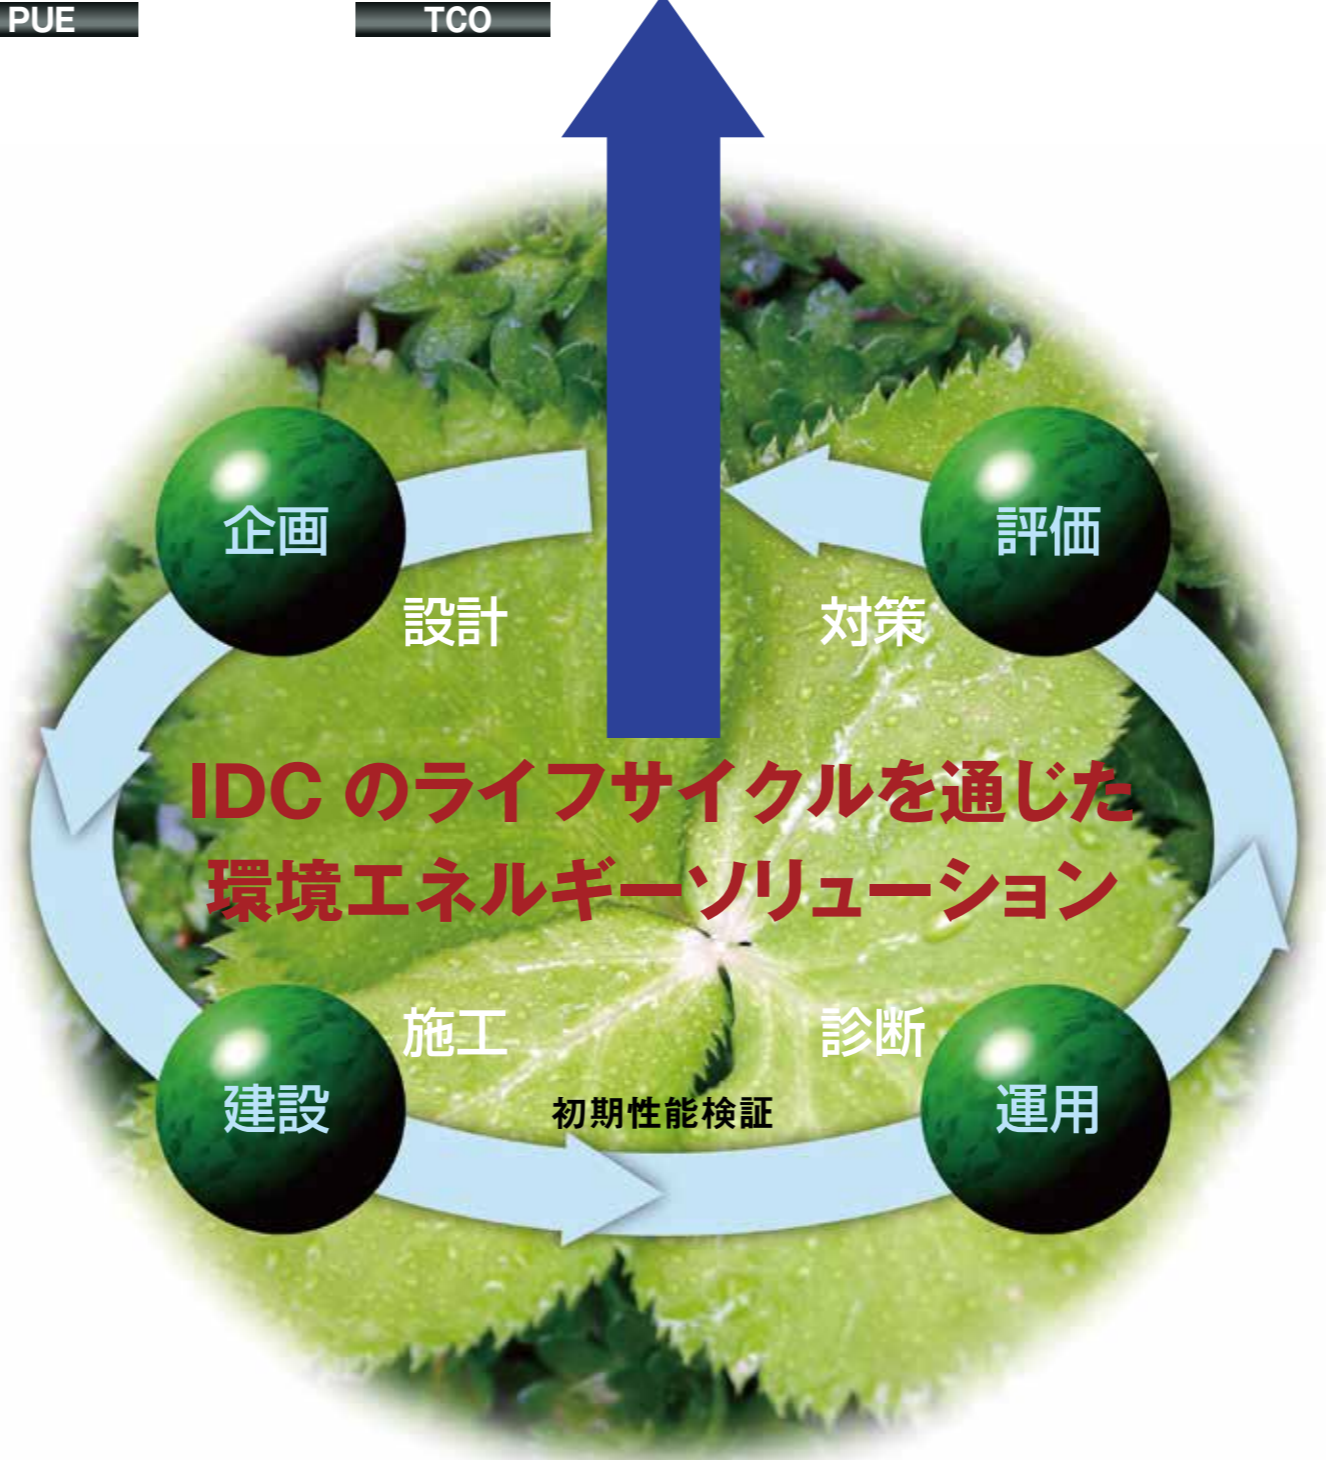 PUE
TCO
企画
評価
設計
対策
IDC のライフサイクルを通じた
環境エネルギーソリューション
施工
診断
建設
初期性能検証
運用